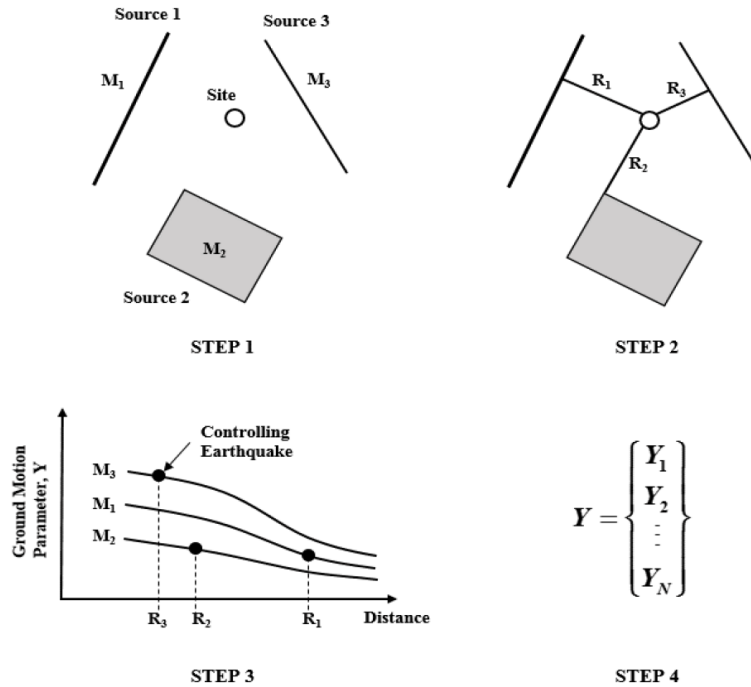 Source 1
Source 3
M₁
M₃
Site
M₂
Source 2
STEP 1
R₁
R₃
R₂
STEP 2
Ground Motion
Parameter, Y
Controlling
Earthquake
M₃
M₁
M₂
R₃ R₂ R₁ Distance
STEP 3
Y = { Y₁
Y₂
⋮
Y_N }
STEP 4